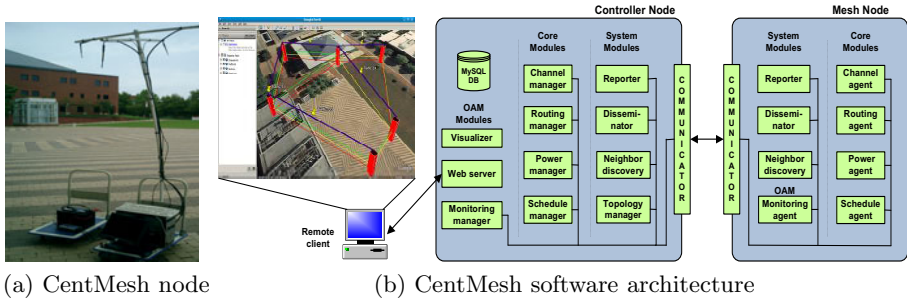 Controller Node
Mesh Node
MySQL
DB
OAM
Modules
Visualizer
Web server
Monitoring
manager
Core
Modules
Channel
manager
Routing
manager
Power
manager
Schedule
manager
System
Modules
Reporter
Dissemi-
nator
Neighbor
discovery
Topology
manager
COMMUNICATOR
COMMUNICATOR
System
Modules
Reporter
Dissemi-
nator
Neighbor
discovery
OAM
Monitoring
agent
Core
Modules
Channel
agent
Routing
agent
Power
agent
Schedule
agent
Remote
client
(a) CentMesh node
(b) CentMesh software architecture